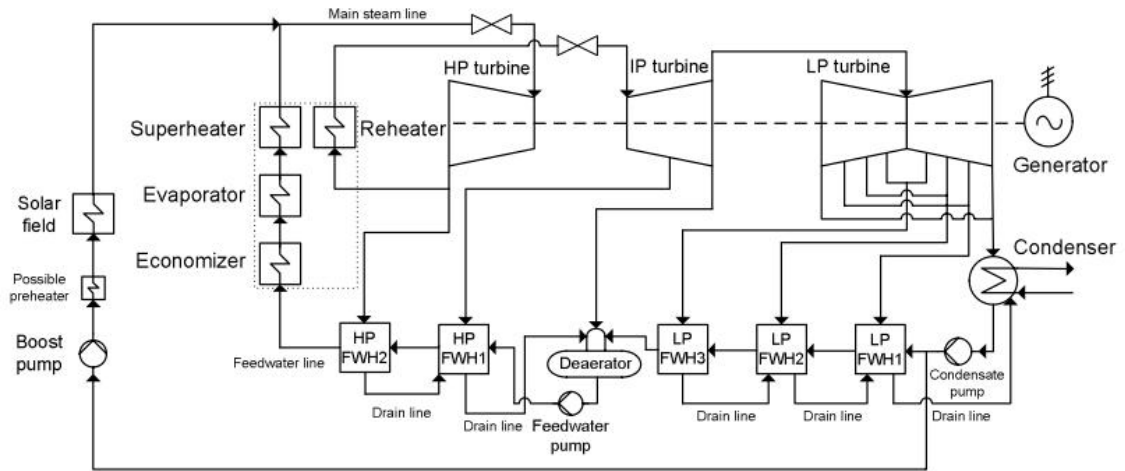 Main steam line
HP turbine
IP turbine
LP turbine
Superheater
Reheater
Generator
Evaporator
Solar
field
Economizer
Condenser
Possible
preheater
Boost
pump
Feedwater line
HP
FWH2
HP
FWH1
Deaerator
LP
FWH3
LP
FWH2
LP
FWH1
Condensate
pump
Drain line
Drain line
Feedwater
pump
Drain line
Drain line
Drain line